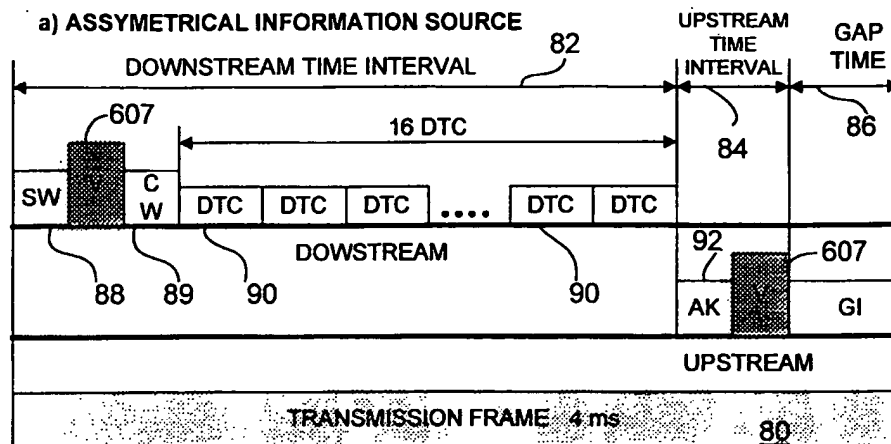 a) ASSYMETRICAL INFORMATION SOURCE
82
UPSTREAM
TIME
INTERVAL
GAP
TIME
DOWNSTREAM TIME INTERVAL
607
16 DTC
84
86
SW
C
W
DTC DTC DTC .... DTC DTC
DOWSTREAM
92
607
88 89 90 90
AK
GI
UPSTREAM
TRANSMISSION FRAME 4 ms
80